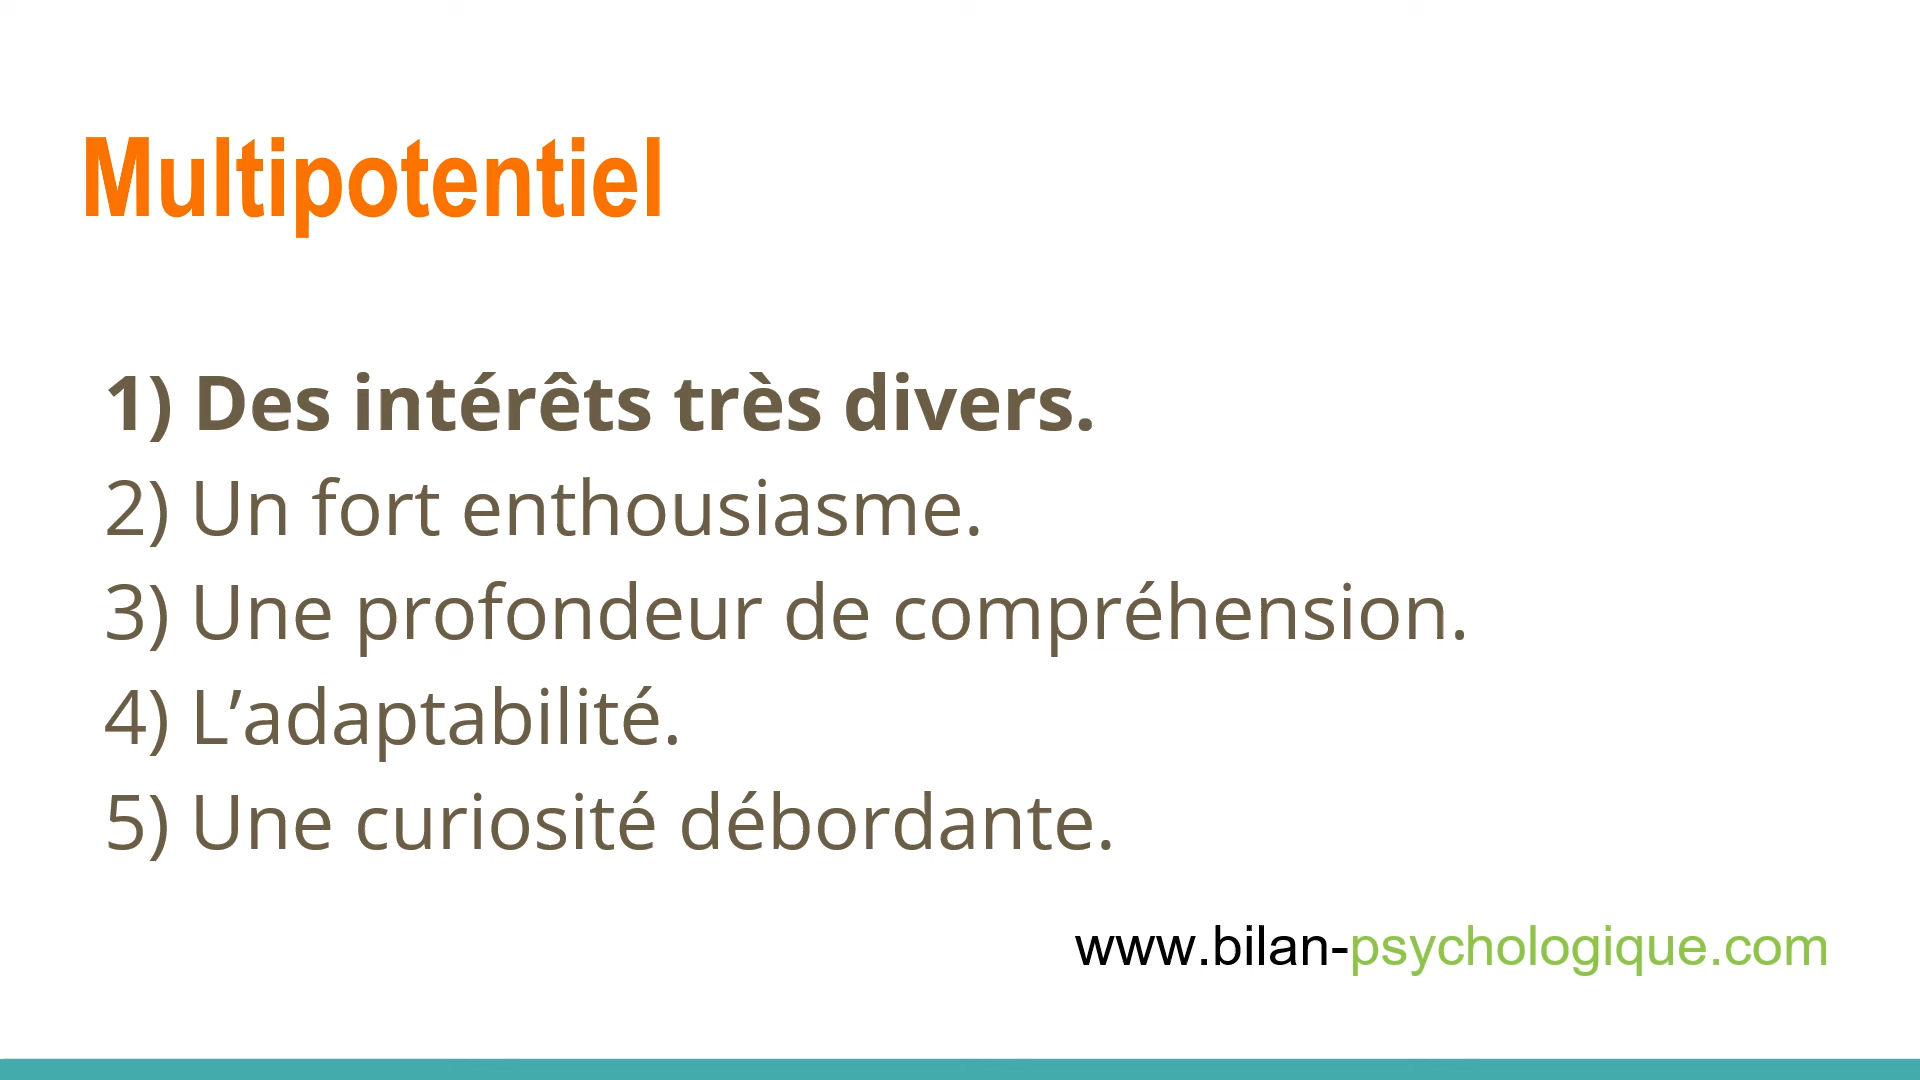 Multipotentiel
1) Des intérêts très divers.
2) Un fort enthousiasme.
3) Une profondeur de compréhension.
4) L’adaptabilité.
5) Une curiosité débordante.
www.bilan-psychologique.com